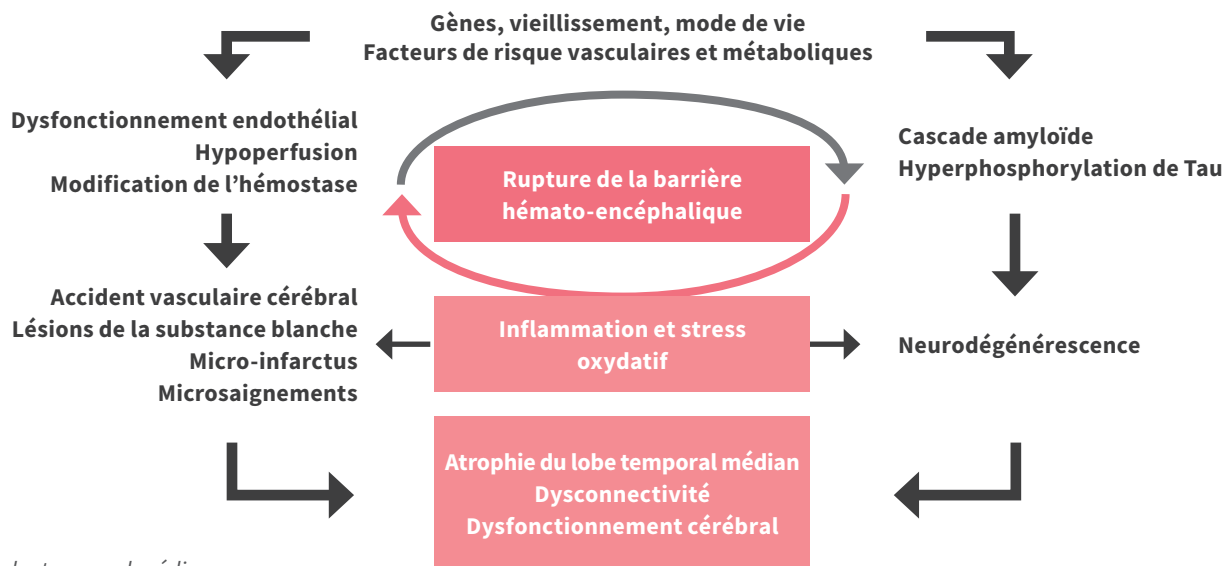 Gènes, vieillissement, mode de vie
Facteurs de risque vasculaires et métaboliques
Dysfonctionnement endothélial
Hypoperfusion
Modification de l’hémostase
Rupture de la barrière
hémato-encéphalique
Cascade amyloïde
Hyperphosphorylation de Tau
Accident vasculaire cérébral
Lésions de la substance blanche
Micro-infarctus
Microsaignements
Inflammation et stress
oxydatif
Neurodégénérescence
Atrophie du lobe temporal médian
Dysconnectivité
Dysfonctionnement cérébral